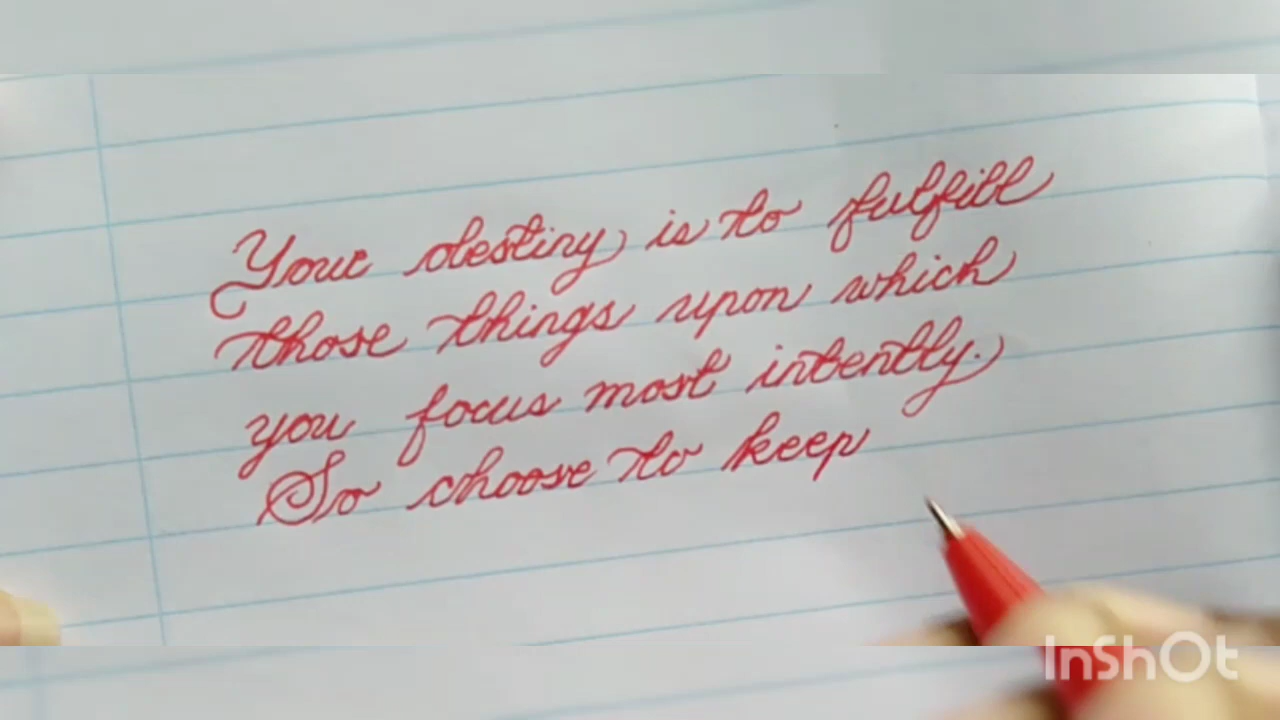 Your destiny is to fulfill
those things upon which
you focus most intently.
So choose to keep
InShOt